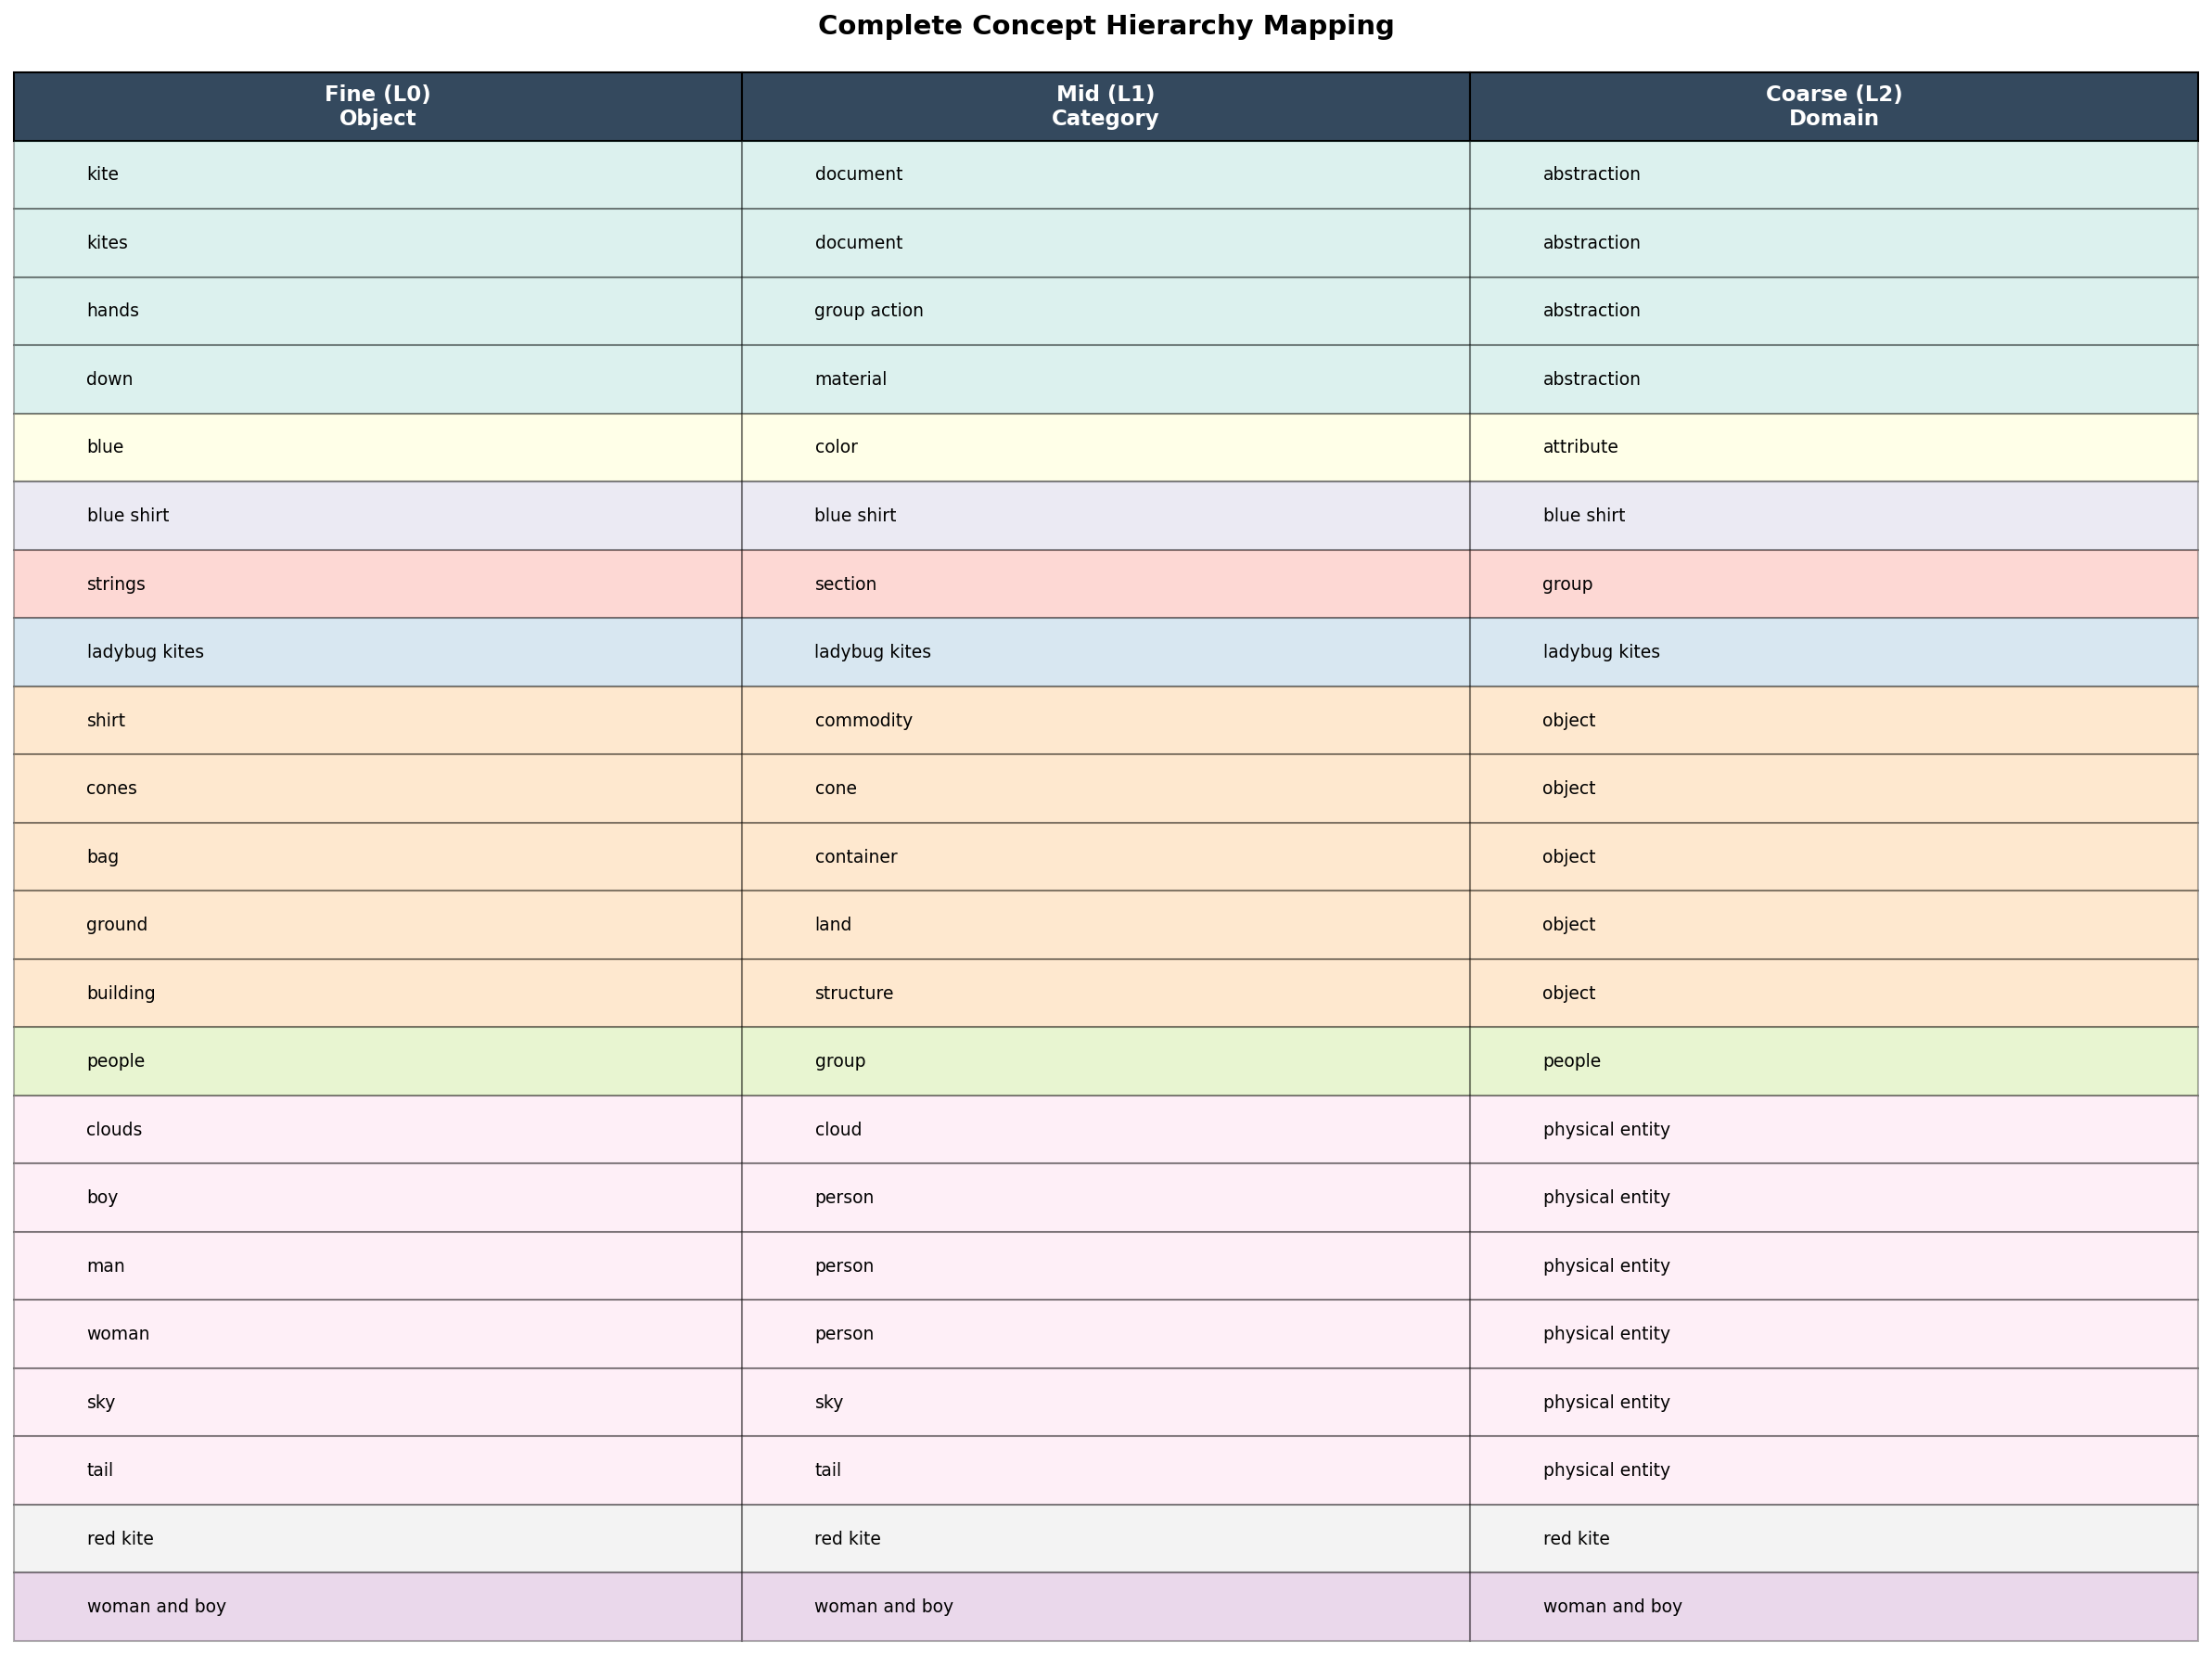 Complete Concept Hierarchy Mapping
Fine (L0) Mid (L1) Coarse (L2)
Object Category Domain
kite document abstraction
kites document abstraction
hands group action abstraction
down material abstraction
blue color attribute
blue shirt blue shirt blue shirt
strings section group
ladybug kites ladybug kites ladybug kites
shirt commodity object
cones cone object
bag container object
ground land object
building structure object
people group people
clouds cloud physical entity
boy person physical entity
man person physical entity
woman person physical entity
sky sky physical entity
tail tail physical entity
red kite red kite red kite
woman and boy woman and boy woman and boy